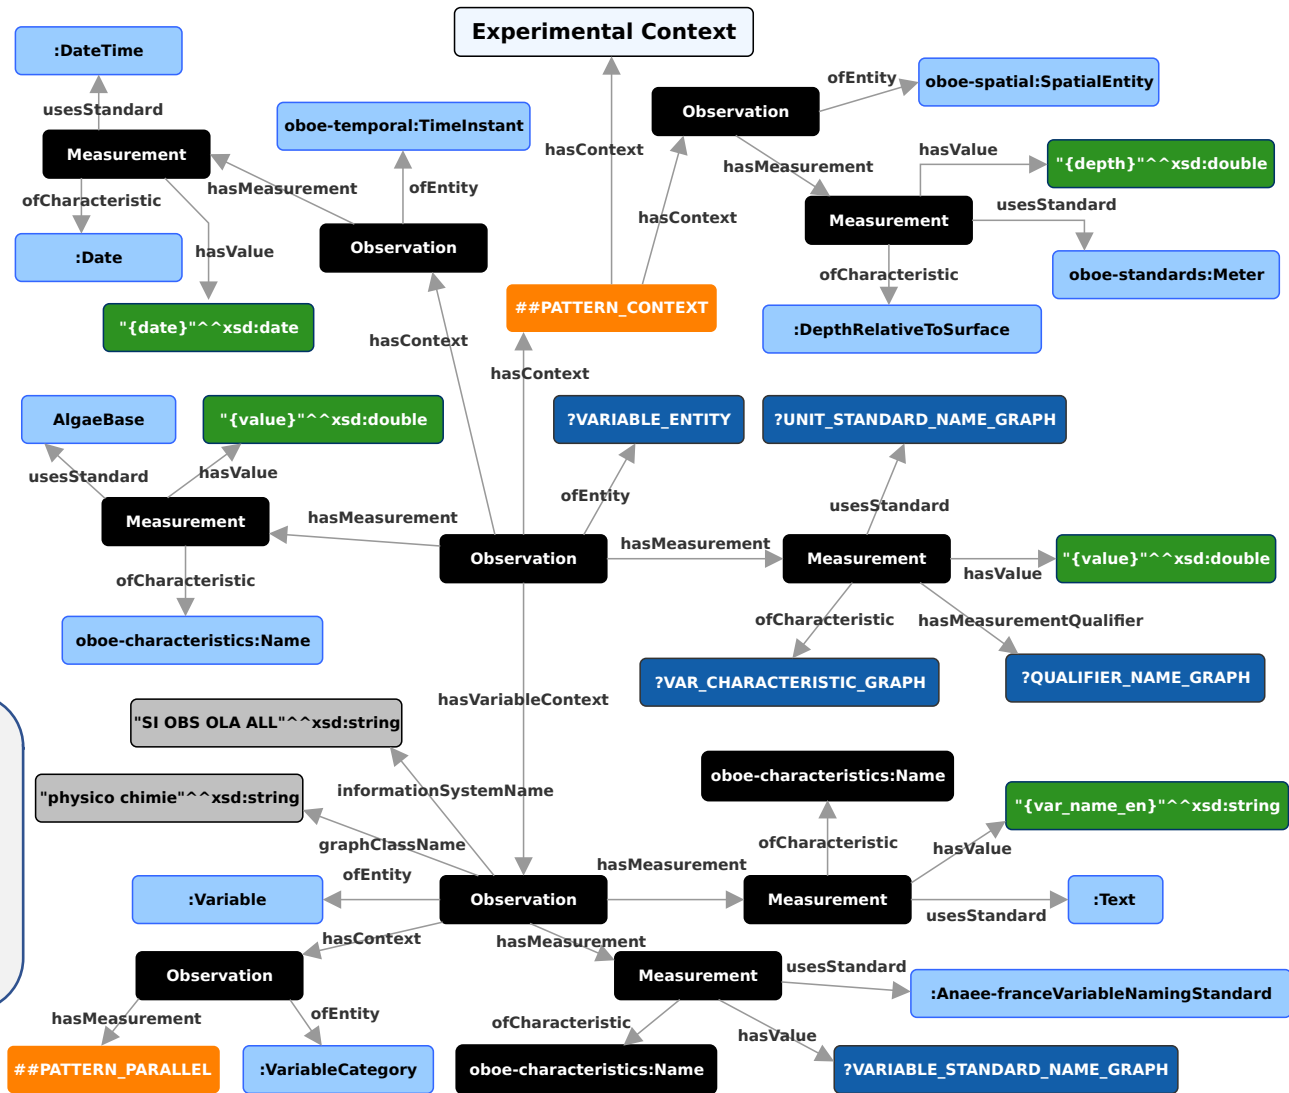 Experimental Context
:DateTime
ofEntity
oboe-spatial:SpatialEntity
usesStandard
Observation
oboe-temporal:TimeInstant
hasContext
hasValue
Measurement
hasMeasurement
"{depth}"^^xsd:double
hasMeasurement
ofEntity
ofCharacteristic
hasContext
Measurement
usesStandard
Observation
hasValue
:Date
ofCharacteristic
oboe-standards:Meter
##PATTERN_CONTEXT
"{date}"^^xsd:date
:DepthRelativeToSurface
hasContext
hasContext
AlgaeBase
"{value}"^^xsd:double
?VARIABLE_ENTITY
?UNIT_STANDARD_NAME_GRAPH
usesStandard
hasValue
ofEntity
usesStandard
Measurement
hasMeasurement
hasMeasurement
Observation
Measurement
"{value}"^^xsd:double
hasValue
ofCharacteristic
ofCharacteristic
hasMeasurementQualifier
oboe-characteristics:Name
?VAR_CHARACTERISTIC_GRAPH
?QUALIFIER_NAME_GRAPH
hasVariableContext
"SI OBS OLA ALL"^^xsd:string
oboe-characteristics:Name
"physico chimie"^^xsd:string
informationSystemName
"{var_name_en}"^^xsd:string
graphClassName
ofCharacteristic
hasValue
ofEntity
hasMeasurement
:Variable
Observation
Measurement
:Text
usesStandard
hasContext
hasMeasurement
Observation
Measurement
usesStandard
:Anaee-franceVariableNamingStandard
hasMeasurement
ofEntity
ofCharacteristic
hasValue
##PATTERN_PARALLEL
:VariableCategory
oboe-characteristics:Name
?VARIABLE_STANDARD_NAME_GRAPH